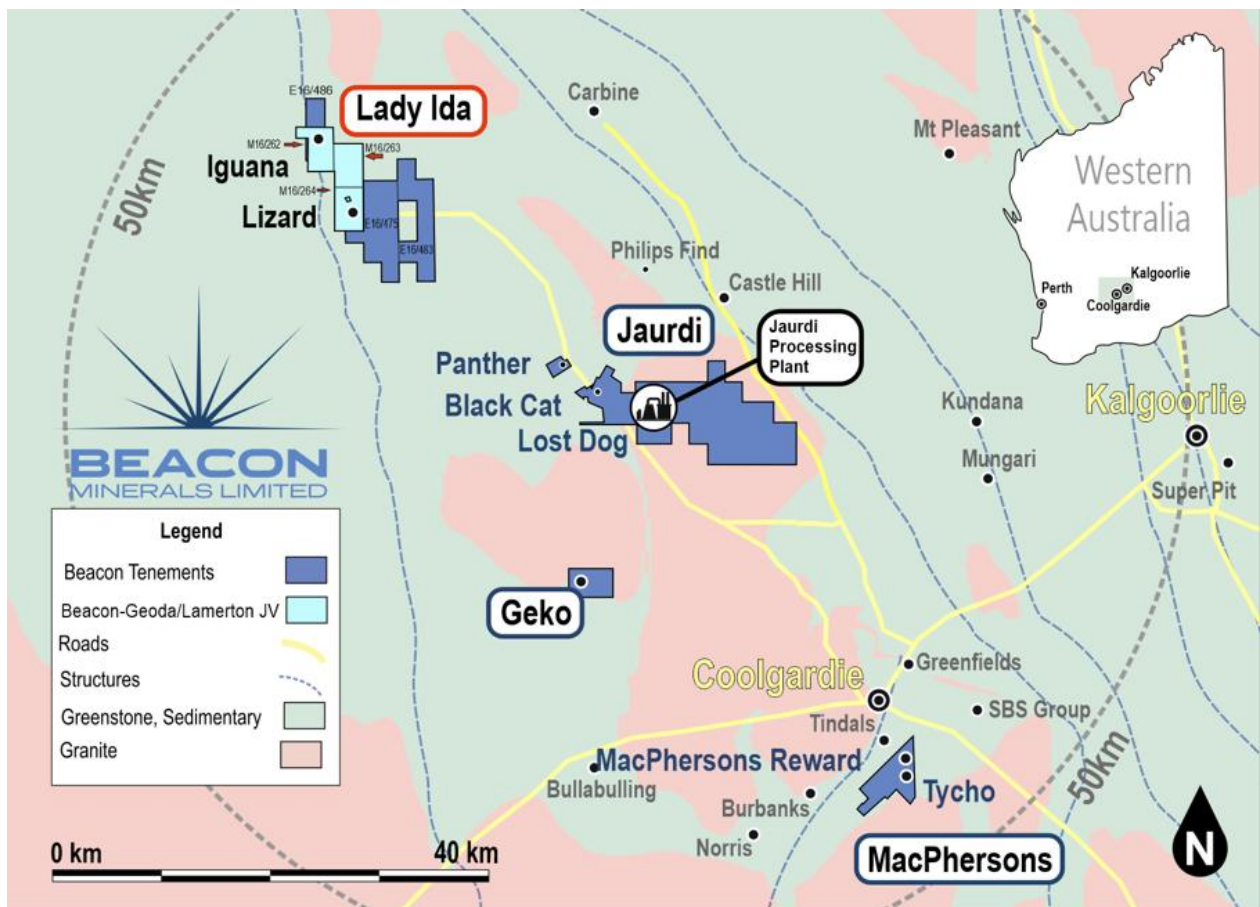 E16/486
Lady Ida
M16/262
M16/263
Iguana
M16/264
Lizard
E16/475
E16/483
50km
Carbine
Mt Pleasant
Western
Australia
Kalgoorlie
Perth
Coolgardie
Philips Find
Castle Hill
Jaurdi
Jaurdi
Processing
Plant
Panther
Black Cat
Lost Dog
Kundana
Kalgoorlie
Mungari
Super Pit
BEACON
MINERALS LIMITED
Legend
Beacon Tenements
Beacon-Geoda/Lamerton JV
Roads
Structures
Greenstone, Sedimentary
Granite
Geko
Coolgardie
Greenfields
SBS Group
Tindals
MacPhersons Reward
Tycho
Bullabulling
Burbanks
Norris
50km
MacPhersons
0 km
40 km
N